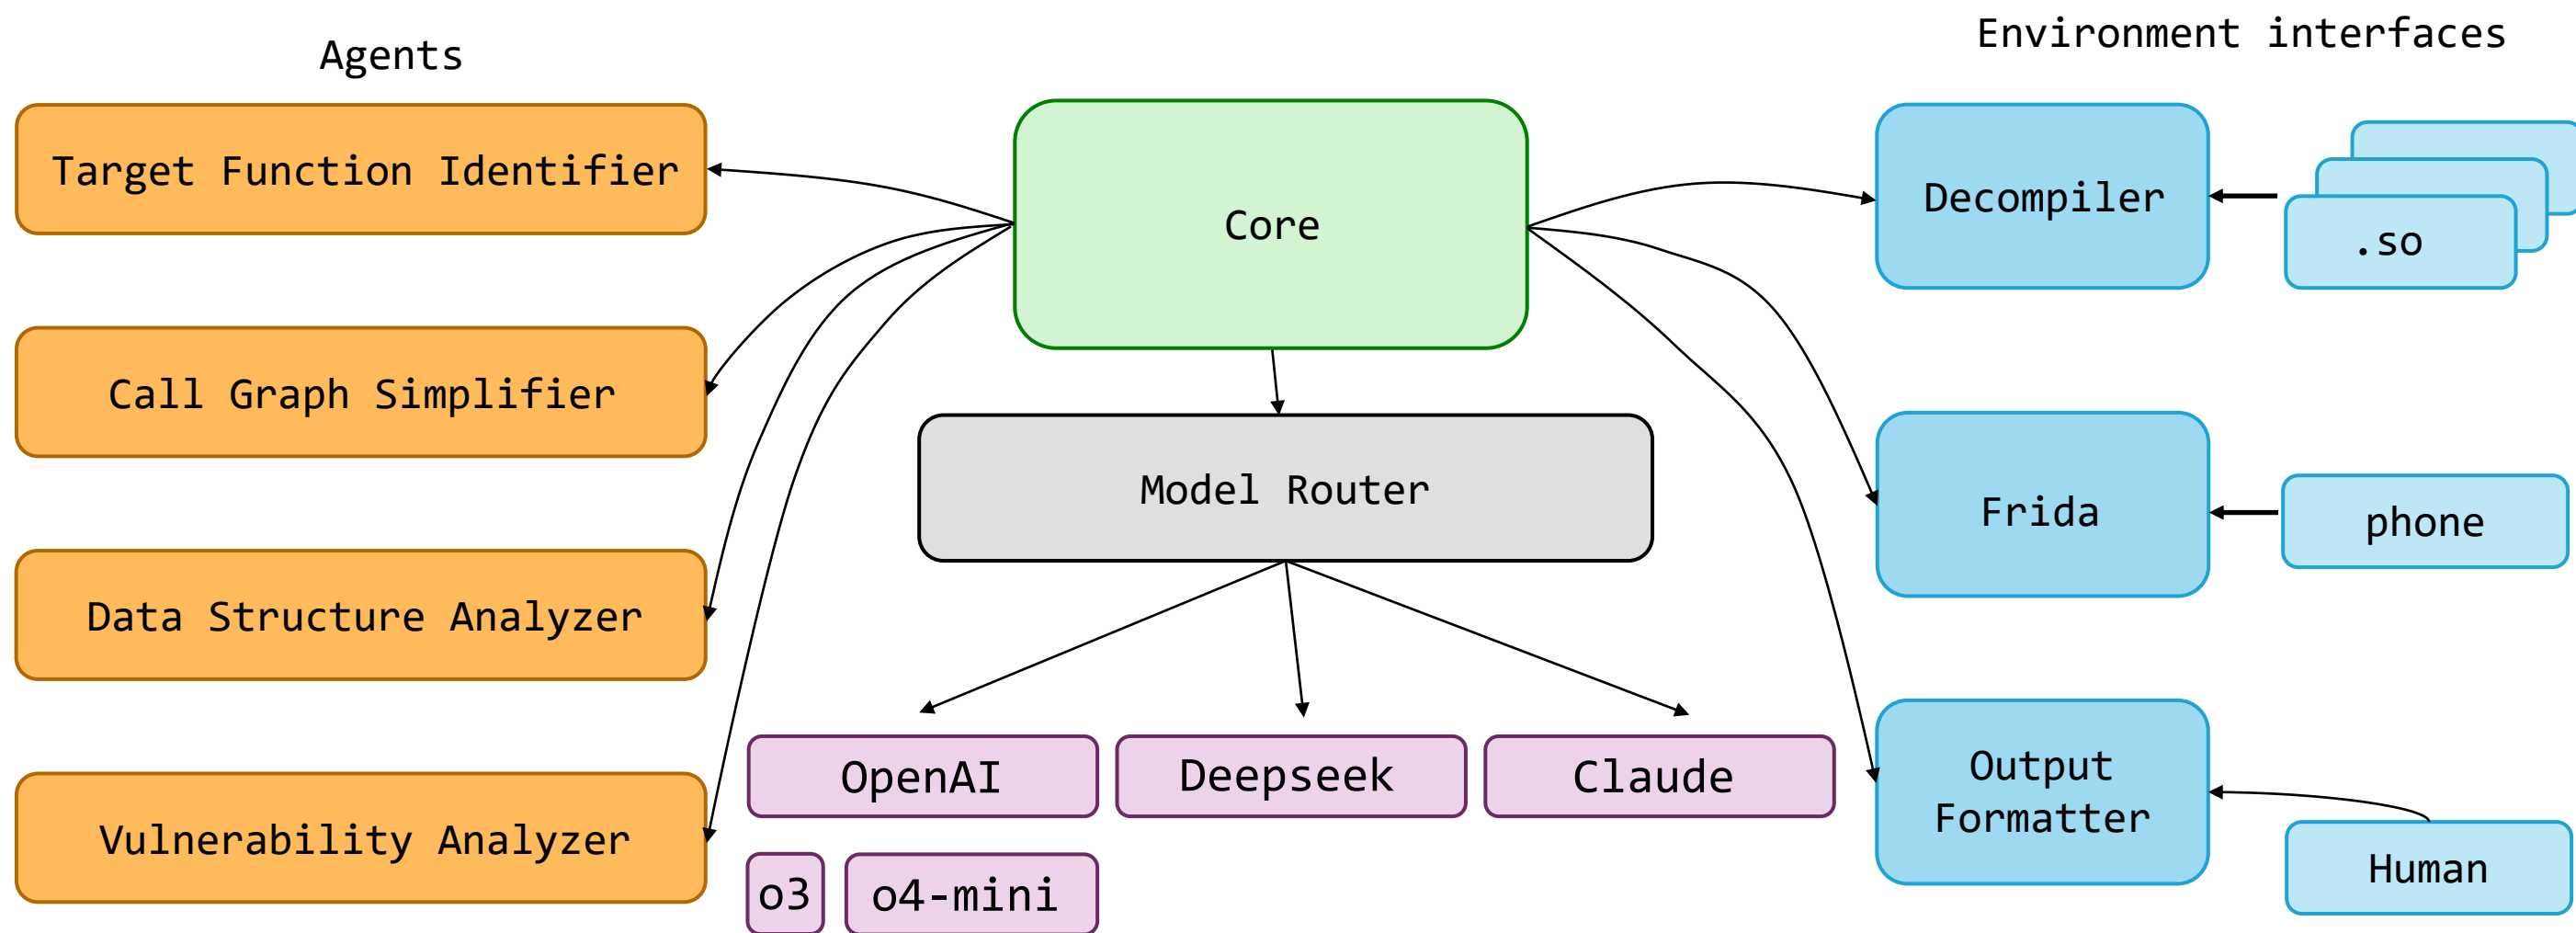 Agents
Environment interfaces
Target Function Identifier
Call Graph Simplifier
Data Structure Analyzer
Vulnerability Analyzer
Core
Model Router
OpenAI
Deepseek
Claude
o3
o4-mini
Decompiler
.so
Frida
phone
Output
Formatter
Human